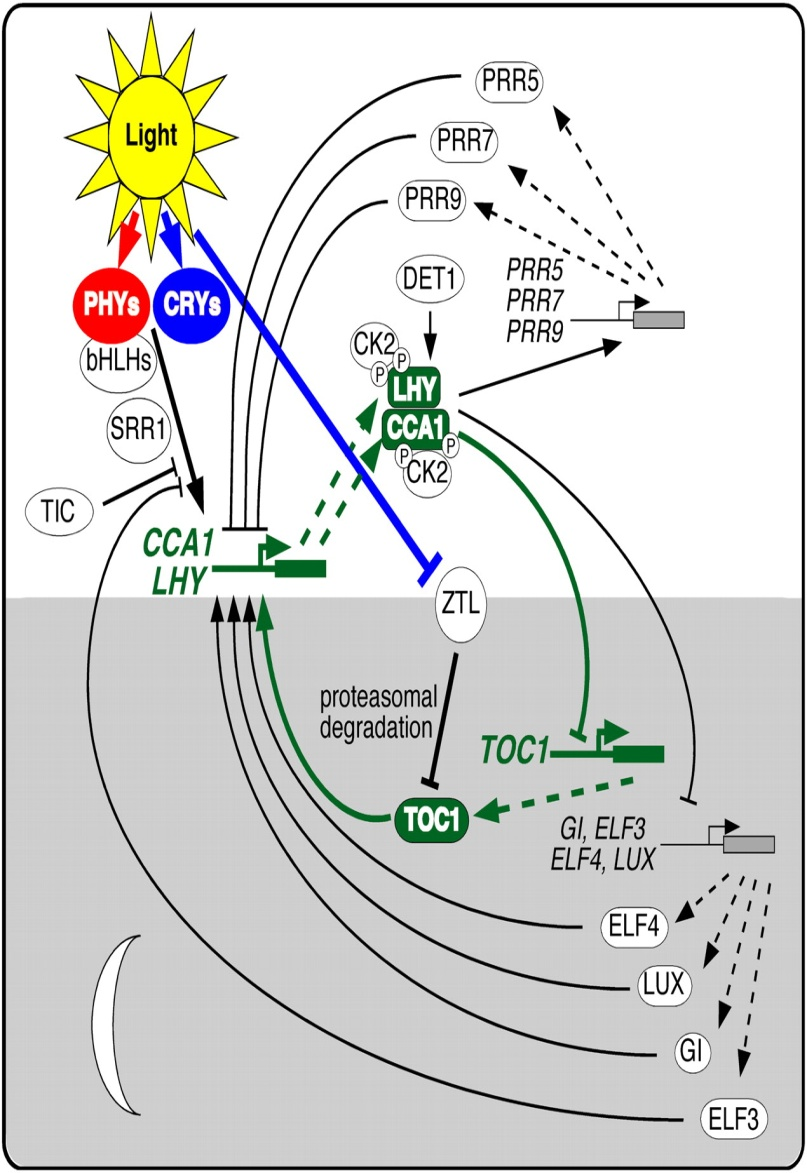 PRR5
Light
PRR7
PRR9
PRR5
PRR7
PRR9
DET1
PHYs
CRYs
bHLHs
CK2
P
P
LHY
CCA1
P
P
CK2
SRR1
TIC
CCA1
LHY
ZTL
proteasomal
degradation
TOC1
TOC1
GI, ELF3
ELF4, LUX
ELF4
LUX
GI
ELF3